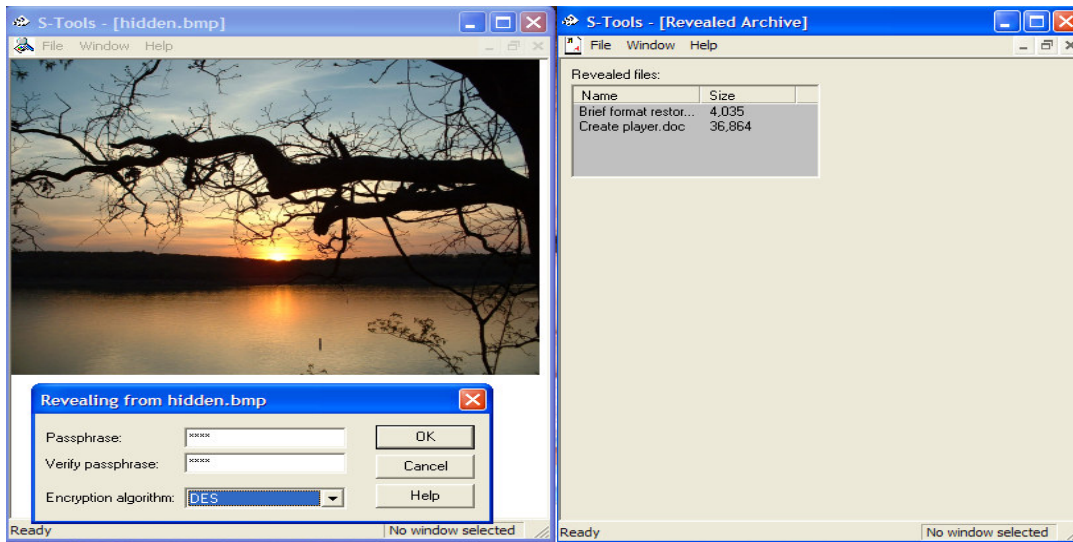 S-Tools - [hidden.bmp]
File Window Help
Revealing from hidden.bmp
Passphrase: ****
OK
Verify passphrase: ****
Cancel
Encryption algorithm: DES
Help
Ready No window selected
S-Tools - [Revealed Archive]
File Window Help
Revealed files:
Name Size
Brief format restor... 4,035
Create player.doc 36,864
Ready No window selected